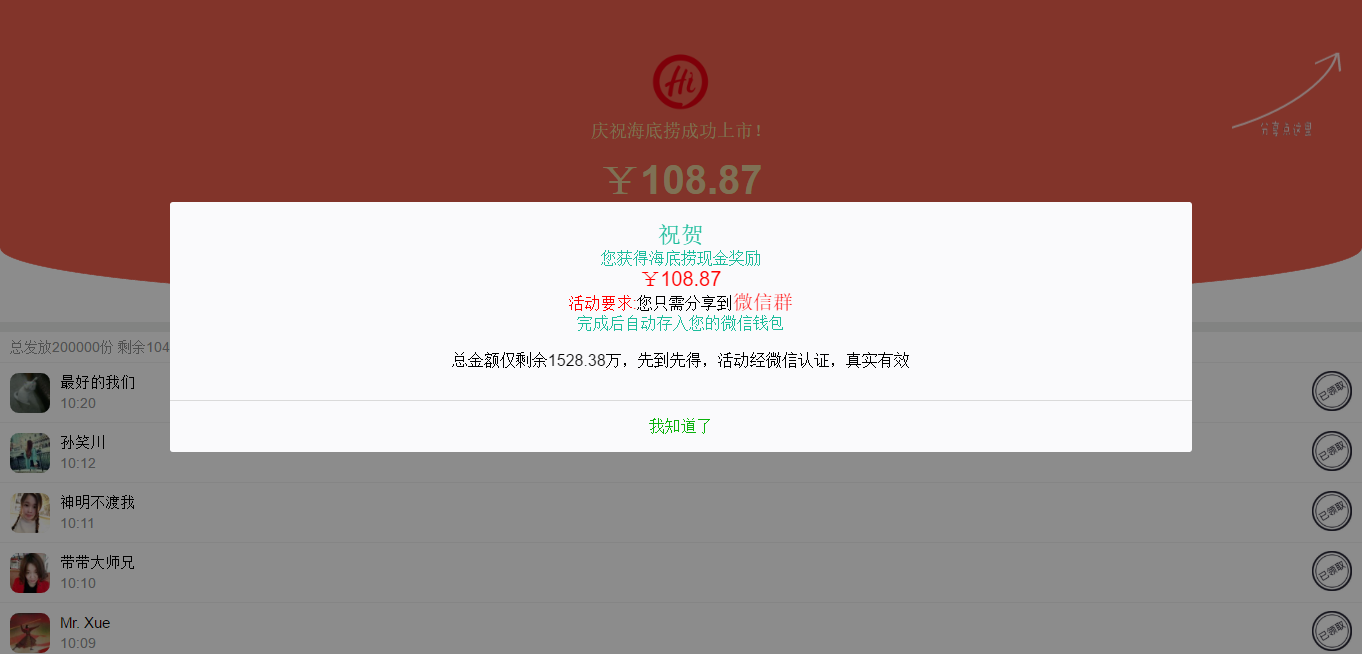 Hi
庆祝海底捞成功上市！
￥108.87
分享点这里
祝贺
您获得海底捞现金奖励
￥108.87
活动要求:您只需分享到微信群
完成后自动存入您的微信钱包
总金额仅剩余1528.38万，先到先得，活动经微信认证，真实有效
我知道了
总发放200000份 剩余104
最好的我们
10:20
已领取
孙笑川
10:12
已领取
神明不渡我
10:11
已领取
带带大师兄
10:10
已领取
Mr. Xue
10:09
已领取